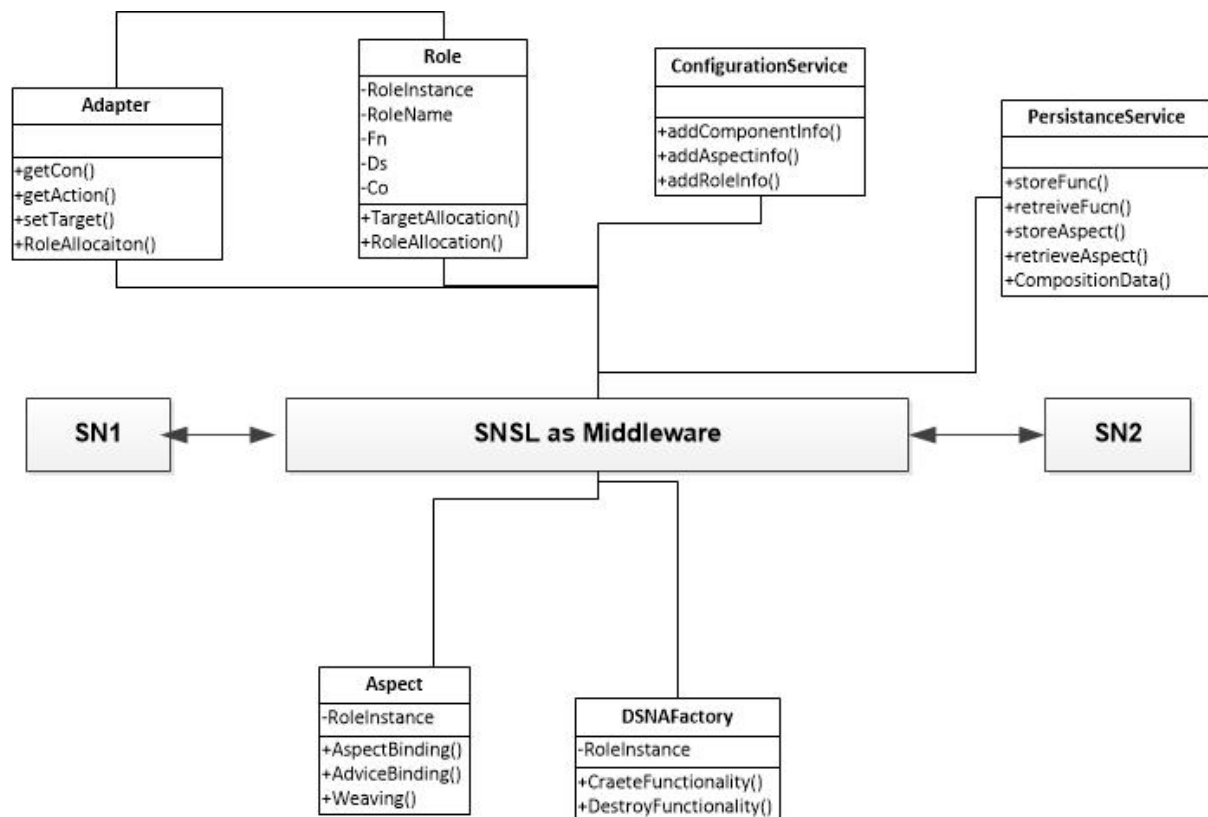 Role
-RoleInstance
-RoleName
-Fn
-Ds
-Co
+TargetAllocation()
+RoleAllocation()
ConfigurationService
+addComponentInfo()
+addAspectinfo()
+addRoleInfo()
Adapter
+getCon()
+getAction()
+setTarget()
+RoleAllocaiton()
PersistanceService
+storeFunc()
+retreiveFucn()
+storeAspect()
+retrieveAspect()
+CompositionData()
SN1
SNSL as Middleware
SN2
Aspect
-RoleInstance
+AspectBinding()
+AdviceBinding()
+Weaving()
DSNAFactory
-RoleInstance
+CraeteFunctionality()
+DestroyFunctionality()